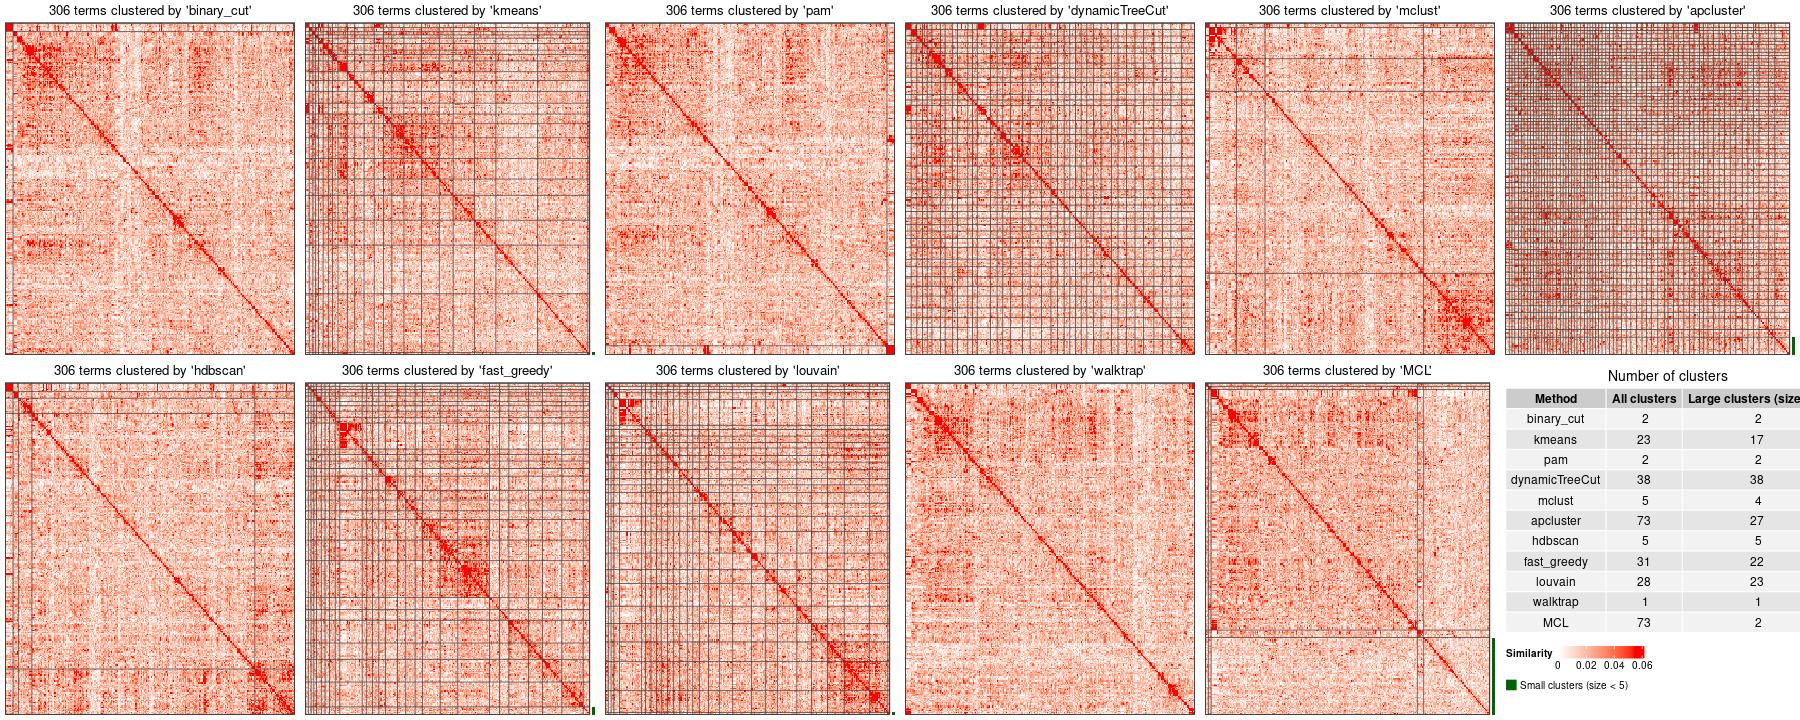 306 terms clustered by 'binary_cut'
306 terms clustered by 'kmeans'
306 terms clustered by 'pam'
306 terms clustered by 'dynamicTreeCut'
306 terms clustered by 'mclust'
306 terms clustered by 'apcluster'
306 terms clustered by 'hdbscan'
306 terms clustered by 'fast_greedy'
306 terms clustered by 'louvain'
306 terms clustered by 'walktrap'
306 terms clustered by 'MCL'
Number of clusters
Method All clusters Large clusters (size
binary_cut 2 2
kmeans 23 17
pam 2 2
dynamicTreeCut 38 38
mclust 5 4
apcluster 73 27
hdbscan 5 5
fast_greedy 31 22
louvain 28 23
walktrap 1 1
MCL 73 2
Similarity
0 0.02 0.04 0.06
Small clusters (size < 5)